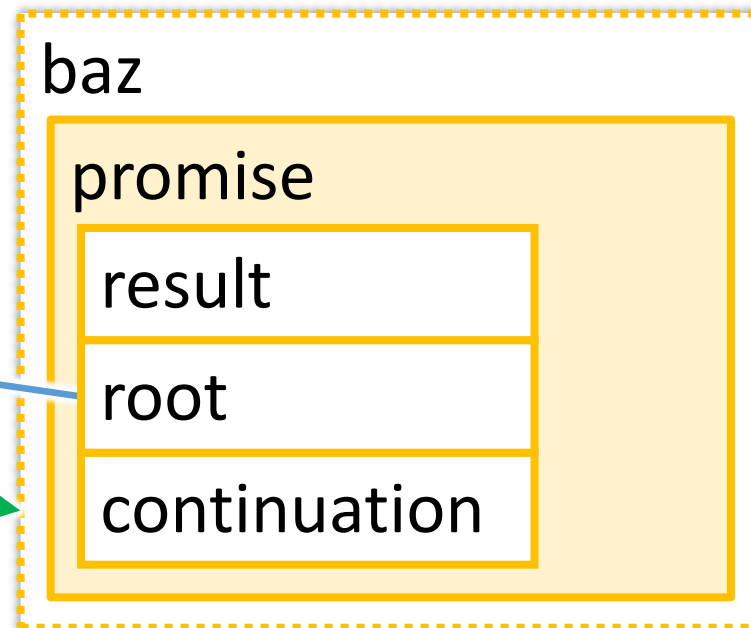 baz
promise
result
root
continuation